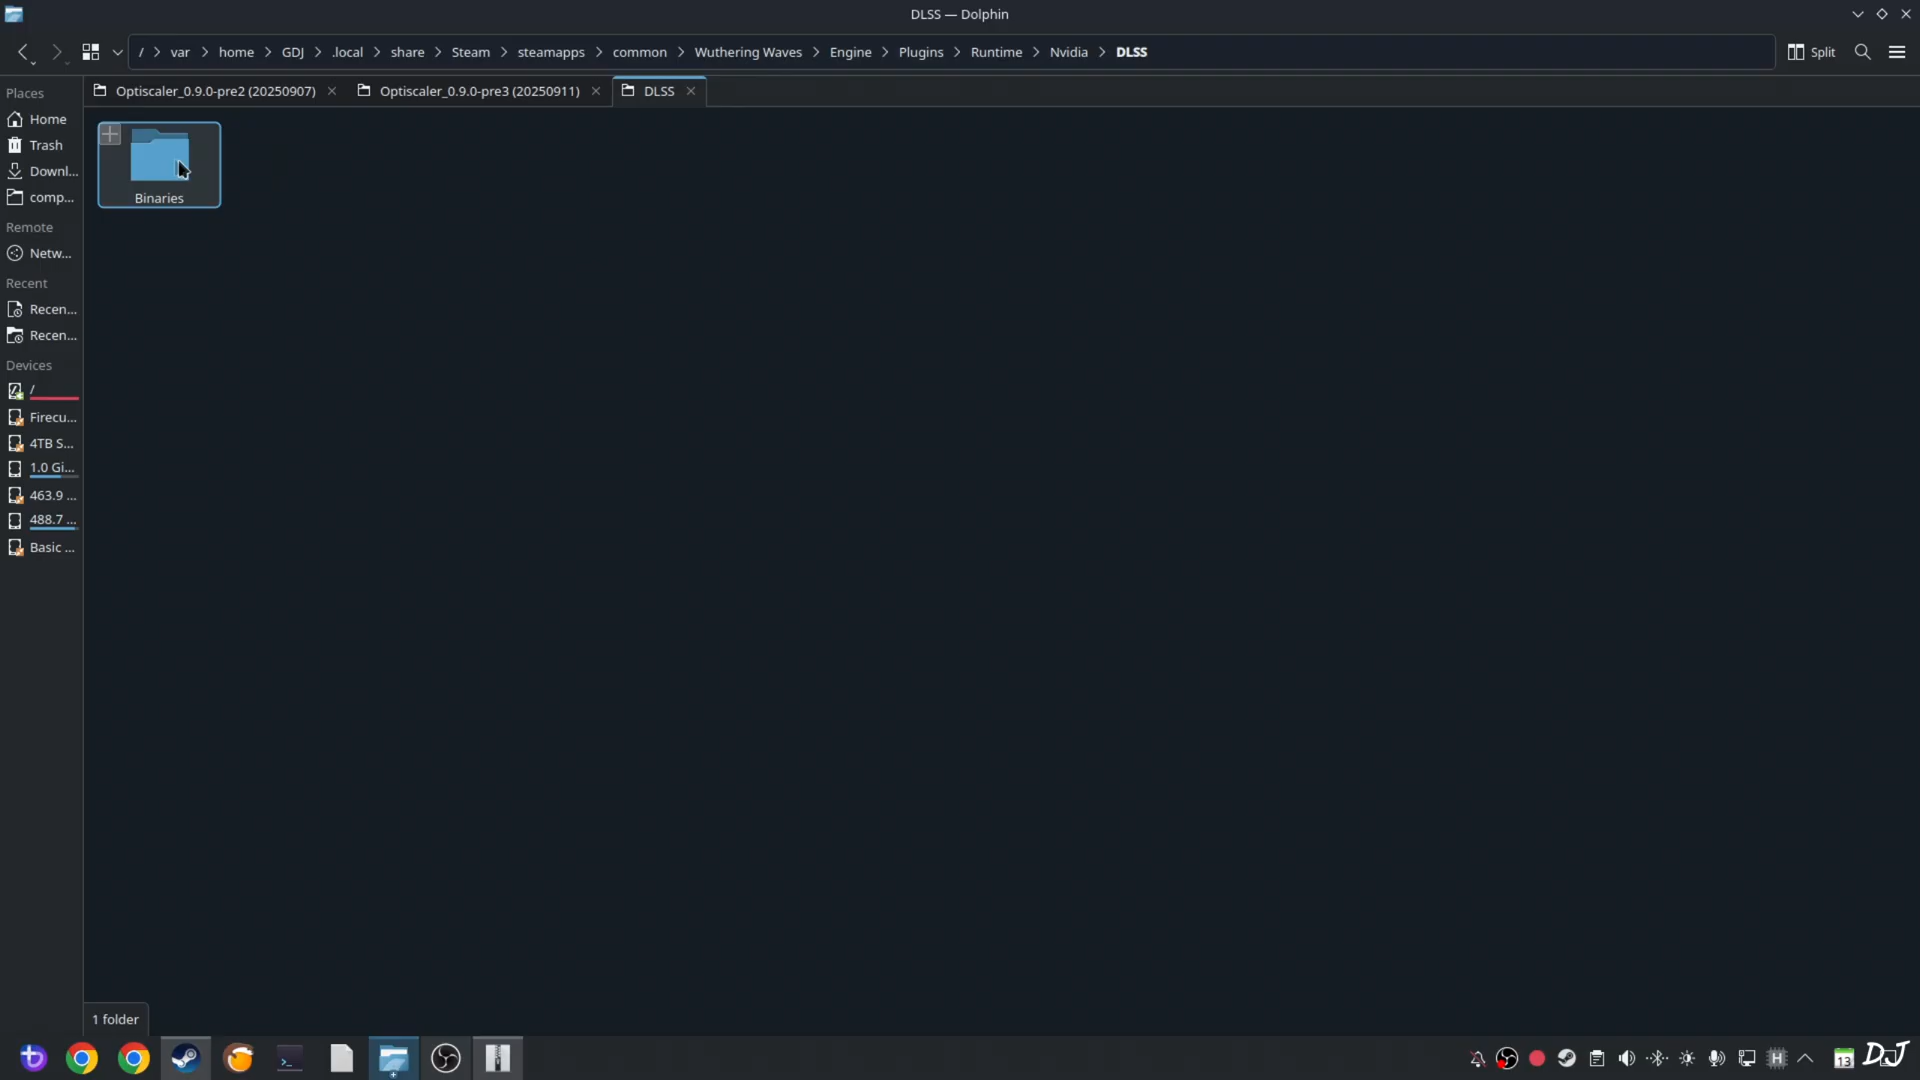 DLSS — Dolphin
/ > var > home > GDJ > .local > share > Steam > steamapps > common > Wuthering Waves > Engine > Plugins > Runtime > Nvidia > DLSS
Split
Places
Optiscaler_0.9.0-pre2 (20250907)
Optiscaler_0.9.0-pre3 (20250911)
DLSS
Home
Trash
Downl...
comp...
Remote
Netw...
Recent
Recen...
Recen...
Devices
/
Firecu...
4TB S...
1.0 Gi...
463.9 ...
488.7 ...
Basic ...
Binaries
1 folder
H
13
DJ